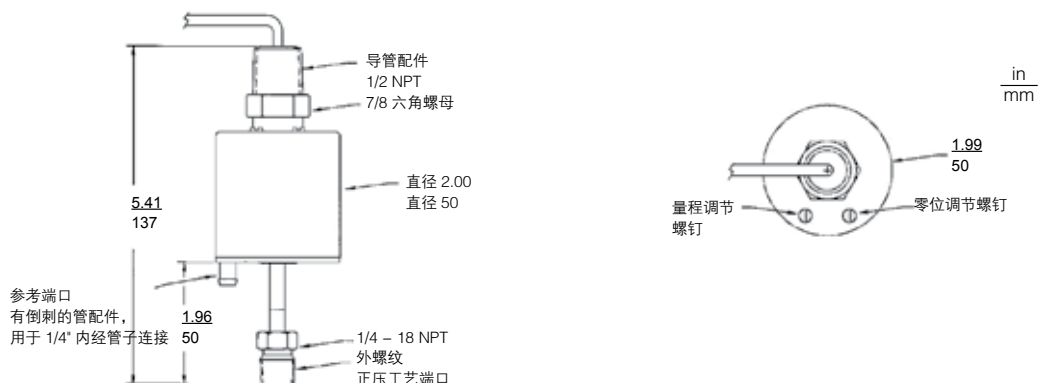 导管配件
1/2 NPT
7/8 六角螺母
5.41
137
直径 2.00
直径 50
参考端口
有倒刺的管配件，
用于 1/4" 内经管子连接
1.96
50
1/4 – 18 NPT
外螺纹
正压工艺端口
in
mm
1.99
50
量程调节
螺钉
零位调节螺钉